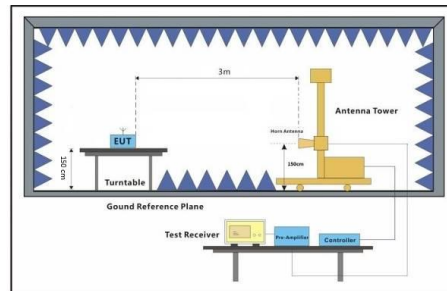 3m
Antenna Tower
Horn Antenna
EUT
150cm
150 cm
Turntable
Gound Reference Plane
Test Receiver
Pre-Amplifier
Controller